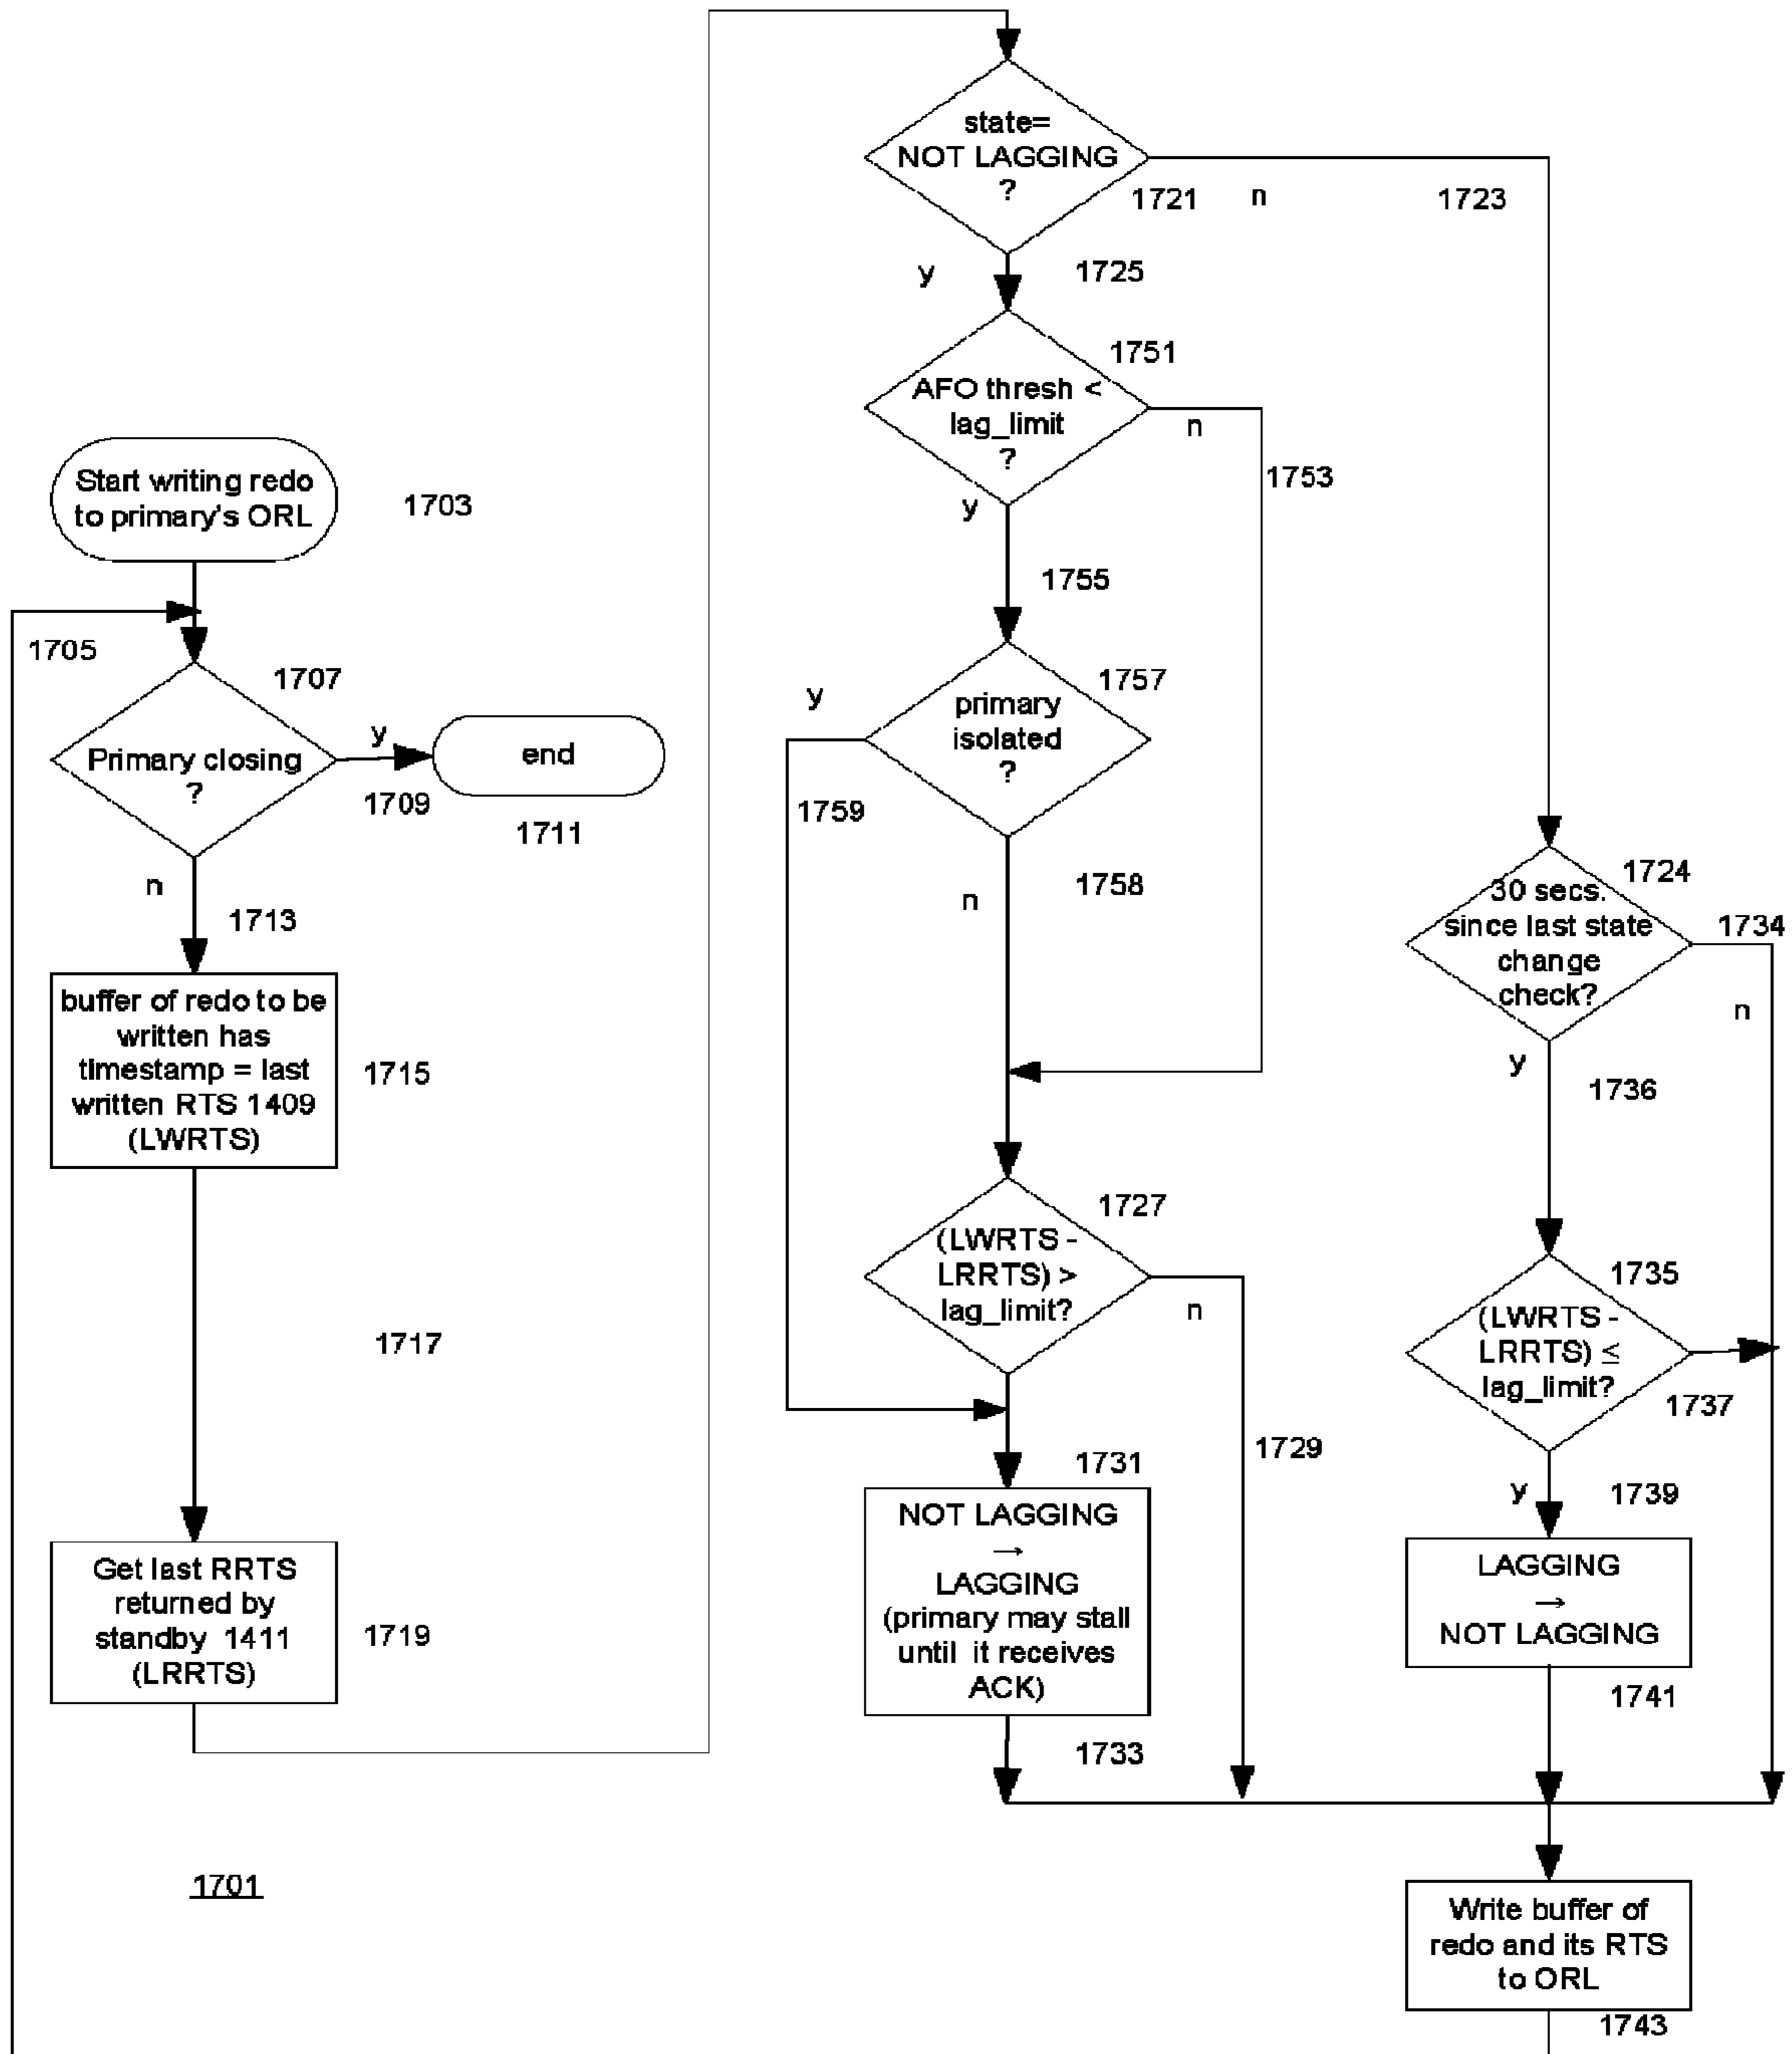 Start writing redo
to primary's ORL
1703
1705
1707
Primary closing
?
y
1709
end
1711
n
1713
buffer of redo to be
written has
timestamp = last
written RTS 1409
(LWRTS)
1715
1717
Get last RRTS
returned by
standby 1411
(LRRTS)
1719
1701
state=
NOT LAGGING
?
1721
n
1723
y
1725
1751
AFO thresh <
lag_limit
?
n
1753
y
1755
1757
primary
isolated
?
y
1759
n
1758
1727
(LWRTS -
LRRTS) >
lag_limit?
n
1729
1731
NOT LAGGING
→
LAGGING
(primary may stall
until it receives
ACK)
1733
1724
30 secs.
since last state
change
check?
1734
n
y
1736
1735
(LWRTS -
LRRTS) ≤
lag_limit?
1737
y
1739
LAGGING
→
NOT LAGGING
1741
Write buffer of
redo and its RTS
to ORL
1743